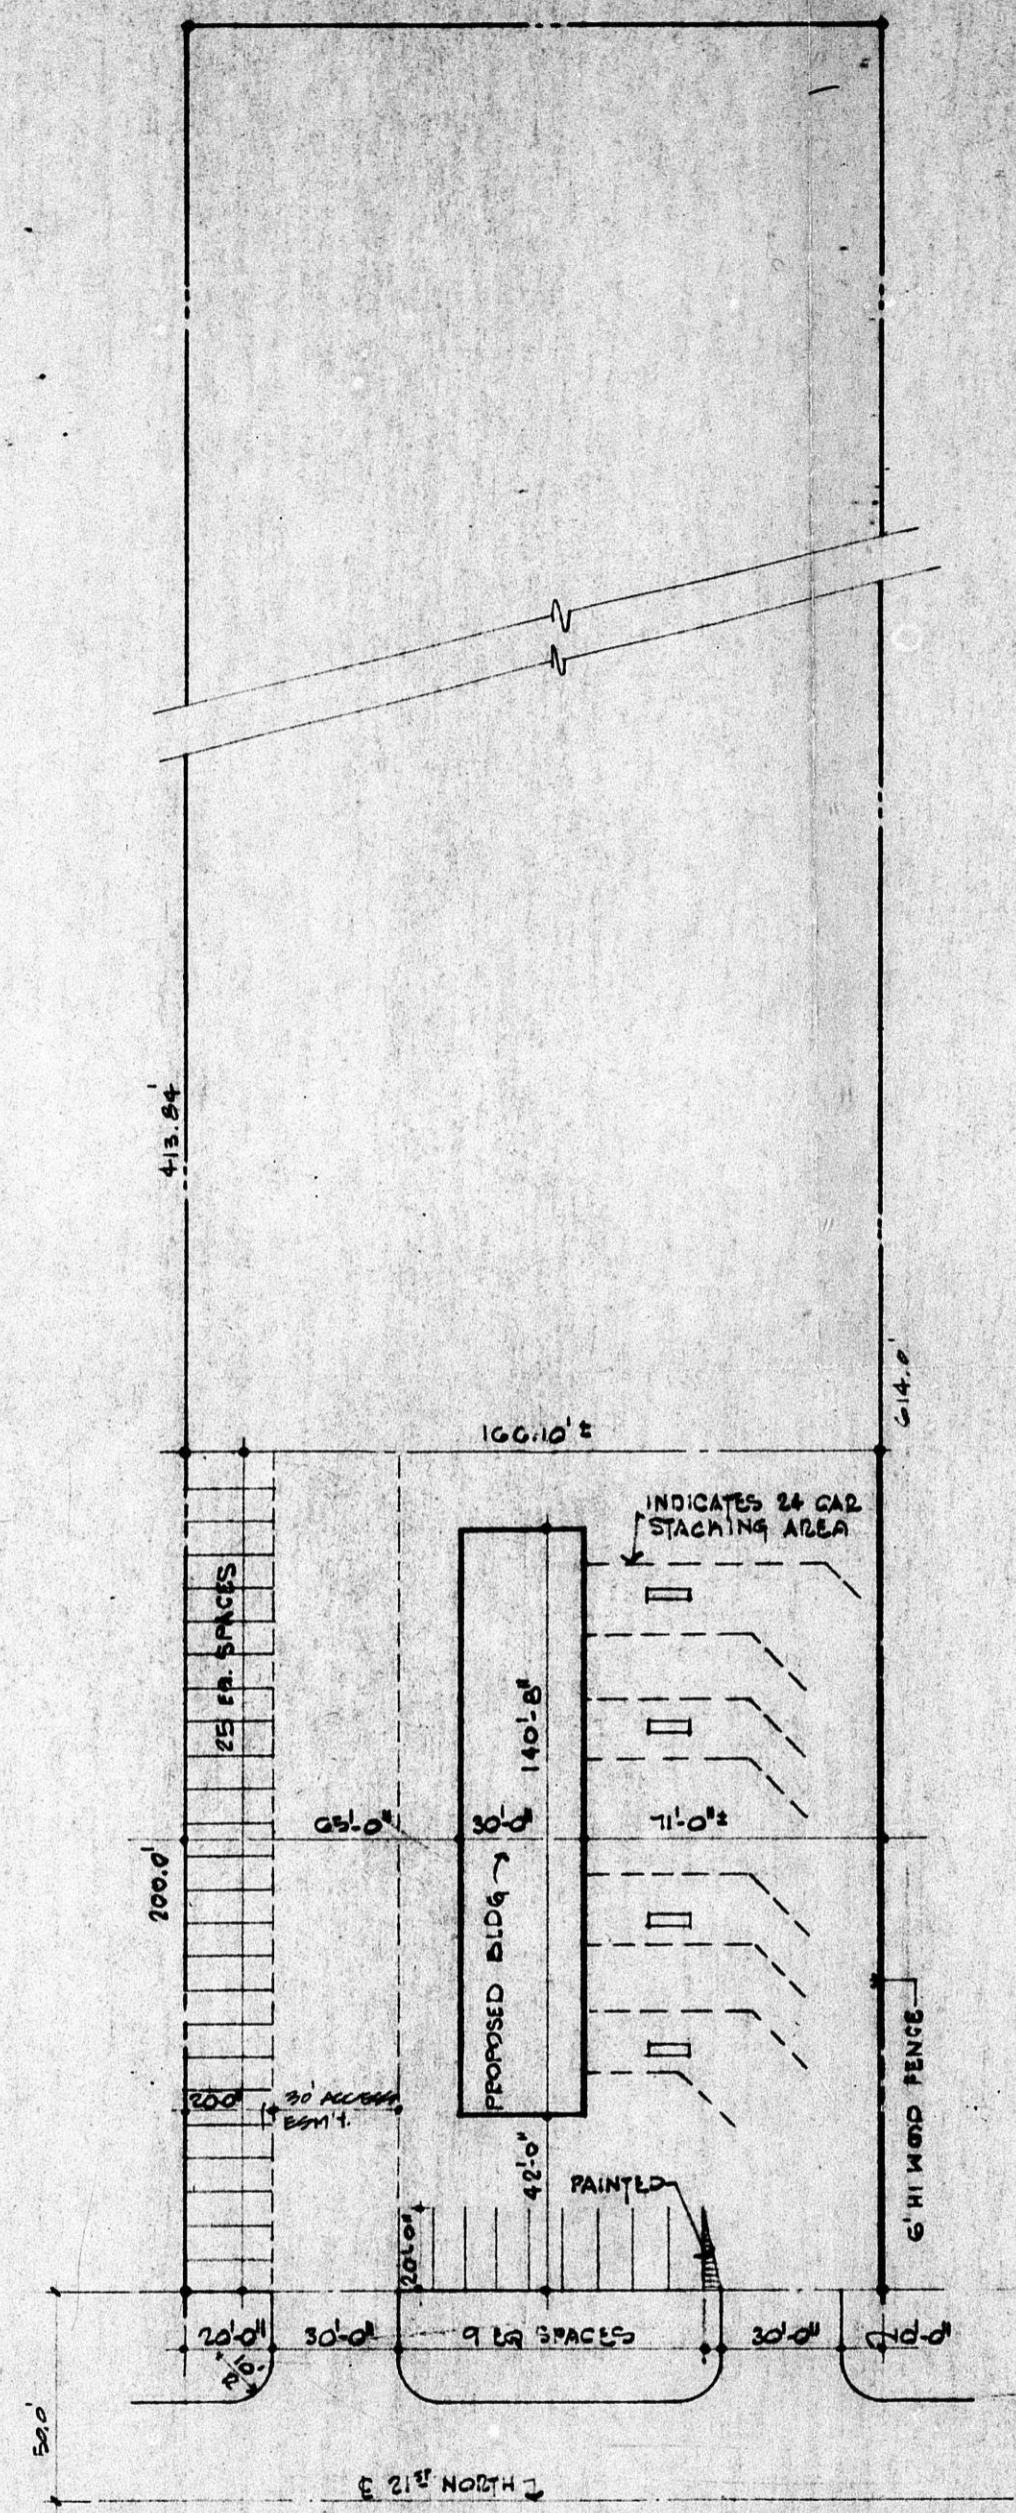 413.84'
614.0'
166.10' ±
INDICATES 24 CAR
STACKING AREA
25 EQ. SPACES
140'-8"
65'-0"
30'-0"
71'-0"±
200.0'
PROPOSED BLDG
20'0"
30' ACCESS
ESM'T.
42'-0"
PAINTED
6' HI WOOD FENCE
20'-0"
20'-0"
30'-0"
9 EQ SPACES
30'-0"
10'-0"
50.0'
21ST NORTH